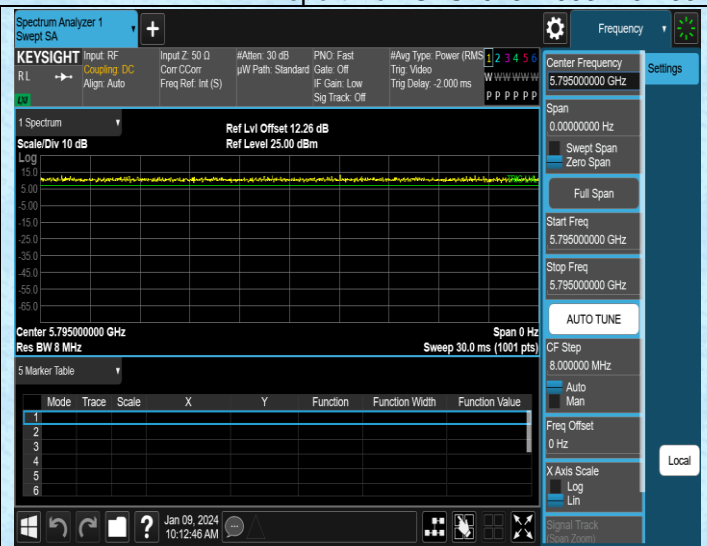 Spectrum Analyzer 1
Swept SA
+
Frequency
KEYSIGHT
RL
LXI
Input: RF
Coupling: DC
Align: Auto
Input Z: 50 Ω
Corr CCorr
Freq Ref: Int (S)
#Atten: 30 dB
µW Path: Standard
PNO: Fast
Gate: Off
IF Gain: Low
Sig Track: Off
#Avg Type: Power (RMS
Trig: Video
Trig Delay: -2.000 ms
1 2 3 4 5 6
W W W W W W
P P P P P P
Center Frequency
5.795000000 GHz
Settings
Span
0.00000000 Hz
Swept Span
Zero Span
Full Span
Start Freq
5.795000000 GHz
Stop Freq
5.795000000 GHz
AUTO TUNE
CF Step
8.000000 MHz
Auto
Man
Freq Offset
0 Hz
X Axis Scale
Log
Lin
Signal Track
(Span Zoom)
Local
1 Spectrum
Scale/Div 10 dB
Ref Lvl Offset 12.26 dB
Ref Level 25.00 dBm
Log
15.0
5.00
-5.00
-15.0
-25.0
-35.0
-45.0
-55.0
-65.0
Center 5.795000000 GHz
Span 0 Hz
Res BW 8 MHz
Sweep 30.0 ms (1001 pts)
5 Marker Table
Mode Trace Scale X Y Function Function Width Function Value
1
2
3
4
5
6
?
Jan 09, 2024
10:12:46 AM